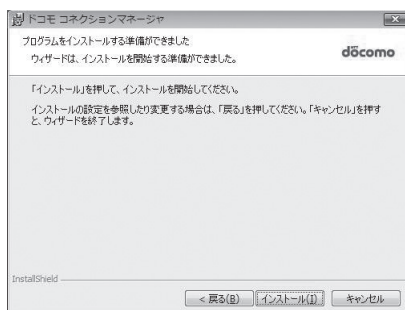 ドコモ コネクションマネージャ
プログラムをインストールする準備ができました
ウィザードは、インストールを開始する準備ができました。
döcomo
「インストール」を押して、インストールを開始してください。
インストールの設定を参照したり変更する場合は、「戻る」を押してください。「キャンセル」を押す
と、ウィザードを終了します。
InstallShield
< 戻る(B)
インストール(I)
キャンセル